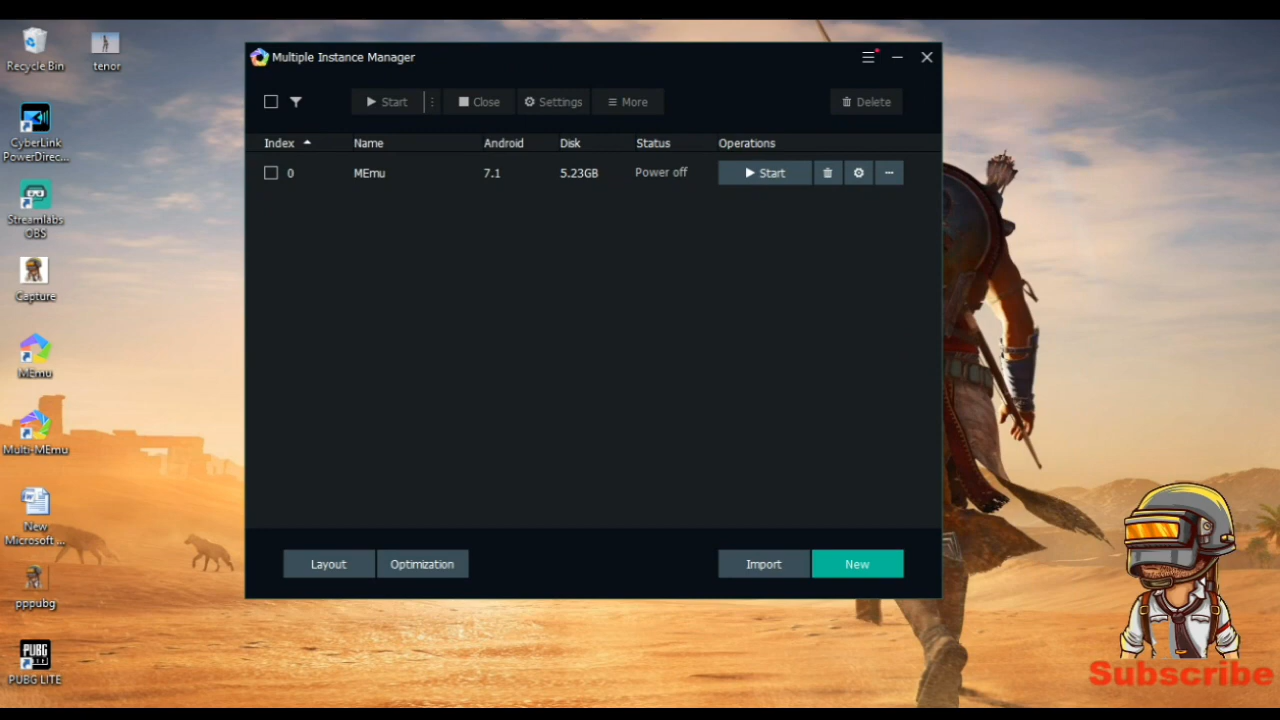 Recycle Bin
tenor
CyberLink
PowerDirec...
Streamlabs
OBS
Capture
MEmu
Multi-MEmu
New
Microsoft ...
pppubg
PUBG
PUBG LITE
Multiple Instance Manager
Start
Close
Settings
More
Delete
Index Name Android Disk Status Operations
0 MEmu 7.1 5.23GB Power off Start
Layout
Optimization
Import
New
Subscribe